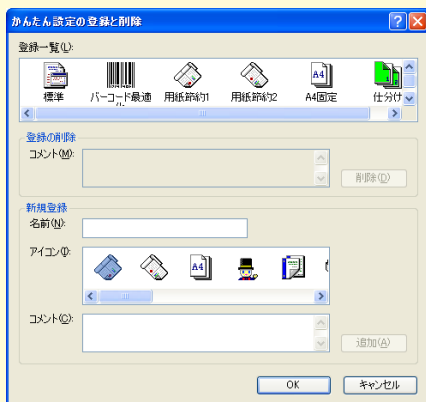 かんたん設定の登録と削除
登録一覧(L):
標準
バーコード最適
用紙節約1
用紙節約2
A4
A4固定
仕分け
登録の削除
コメント(M):
削除(D)
新規登録
名前(N):
アイコン(I):
A4
コメント(C):
追加(A)
OK
キャンセル